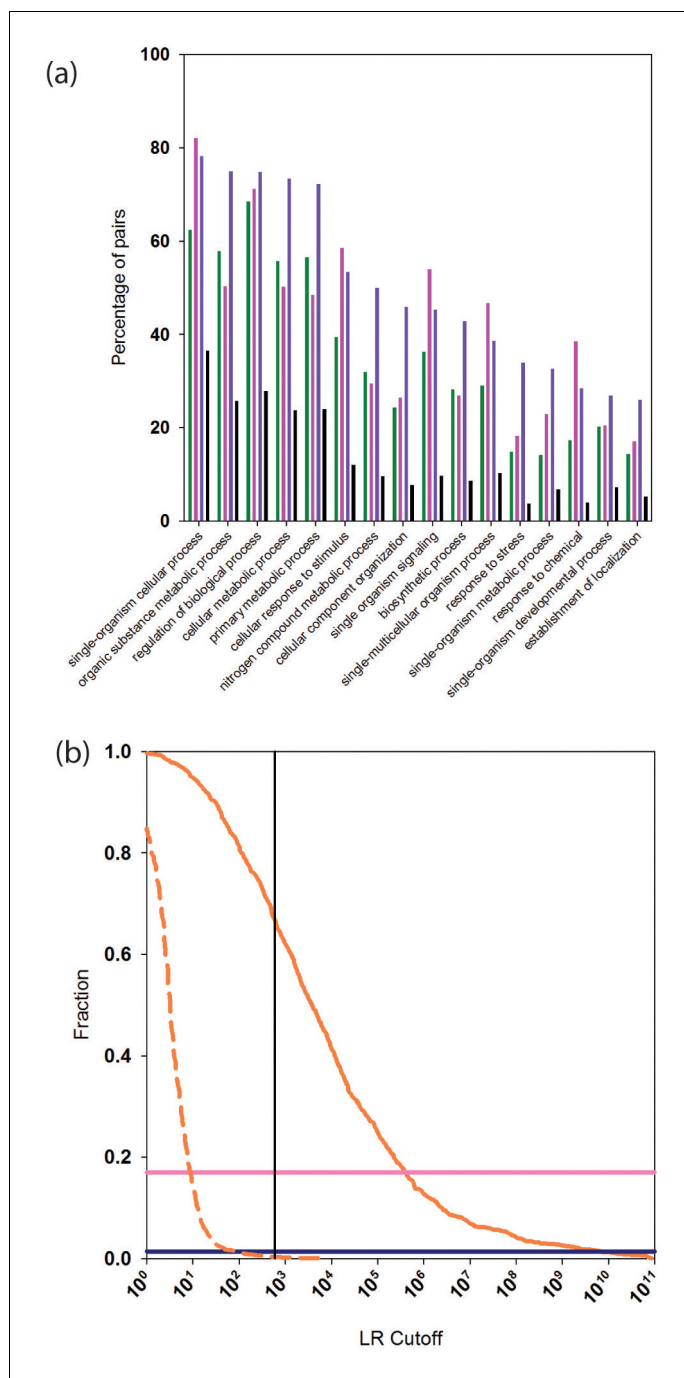 (a)
100
80
60
40
20
0
Percentage of pairs
single-organism cellular process
organic substance metabolic process
regulation of biological process
cellular metabolic process
primary metabolic process
cellular response to stimulus
nitrogen compound metabolic process
cellular component organization
single organism signaling
biosynthetic process
single-multicellular organism process
response to stress
single-organism metabolic process
response to chemical
single-organism developmental process
establishment of localization
(b)
1.0
0.8
0.6
0.4
0.2
0.0
Fraction
10⁰
10¹
10²
10³
10⁴
10⁵
10⁶
10⁷
10⁸
10⁹
10¹⁰
10¹¹
LR Cutoff